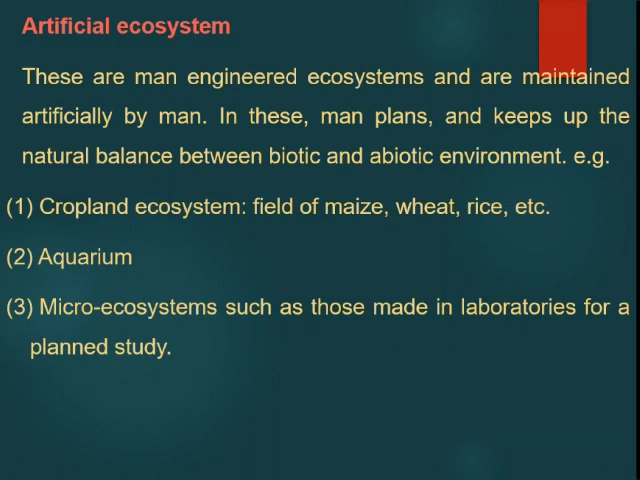 Artificial ecosystem
These are man engineered ecosystems and are maintained
artificially by man. In these, man plans, and keeps up the
natural balance between biotic and abiotic environment. e.g.
(1) Cropland ecosystem: field of maize, wheat, rice, etc.
(2) Aquarium
(3) Micro-ecosystems such as those made in laboratories for a
planned study.